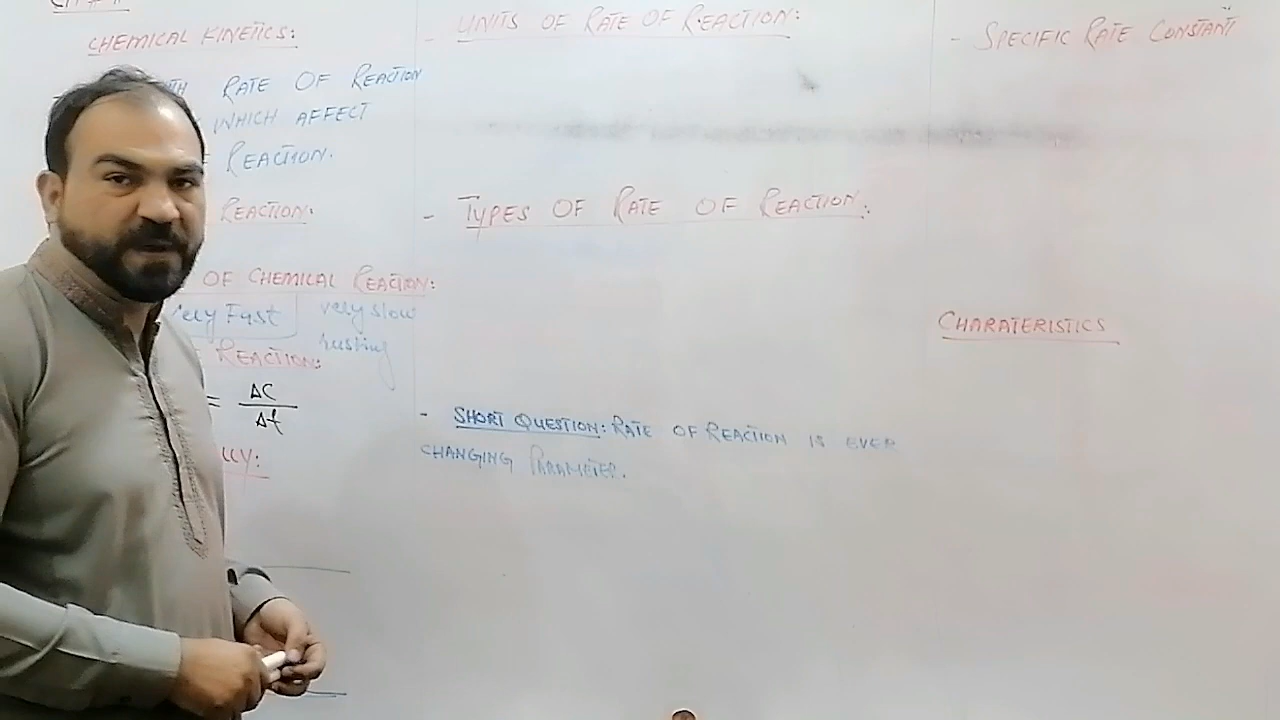 CHEMICAL KINETICS:
RATE OF REACTION
WHICH AFFECT
REACTION.
REACTION:
OF CHEMICAL REACTION:
very Fast very slow
rusting
REACTION:
= ΔC
Δt
LLY:
- UNITS OF RATE OF REACTION:
- TYPES OF RATE OF REACTION:
- SHORT QUESTION: RATE OF REACTION IS EVER
CHANGING PARAMETER.
- SPECIFIC RATE CONSTANT
CHARATERISTICS